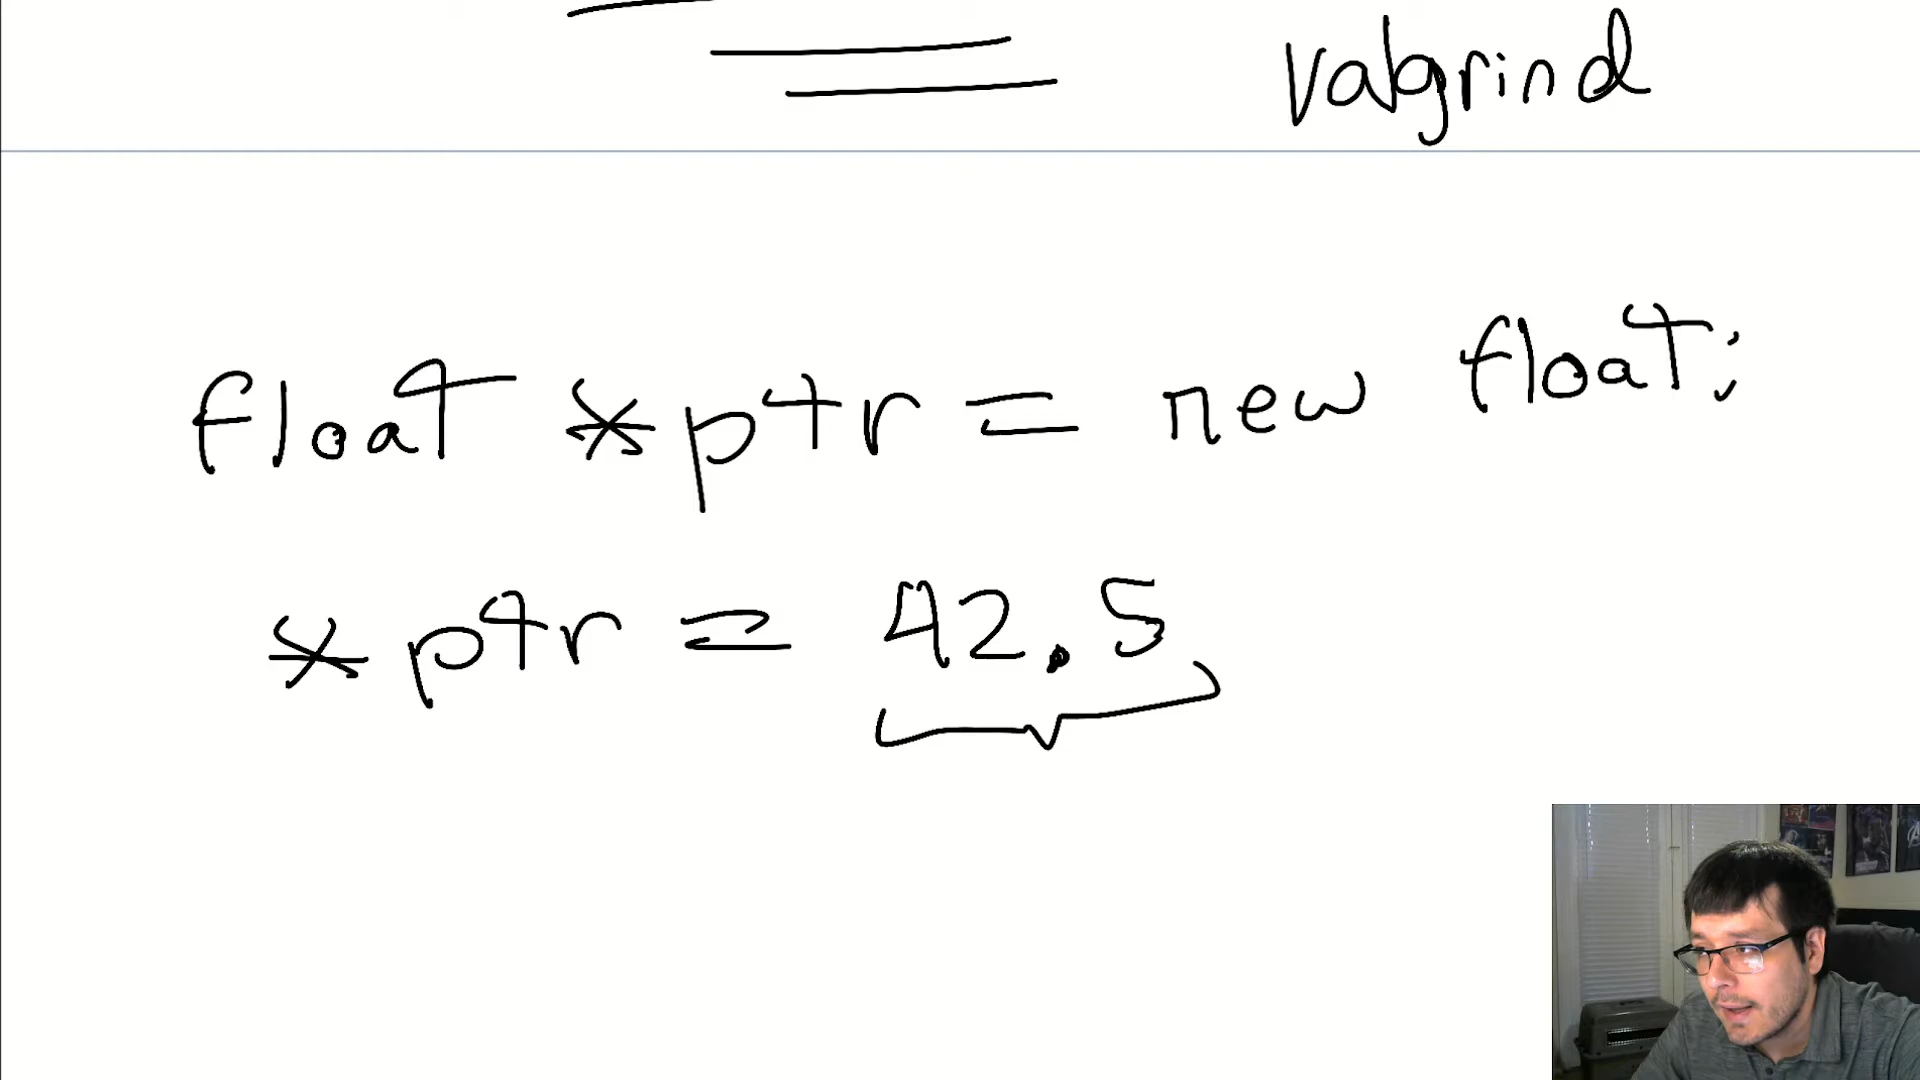 valgrind
float *ptr = new float;
*ptr = 42.5